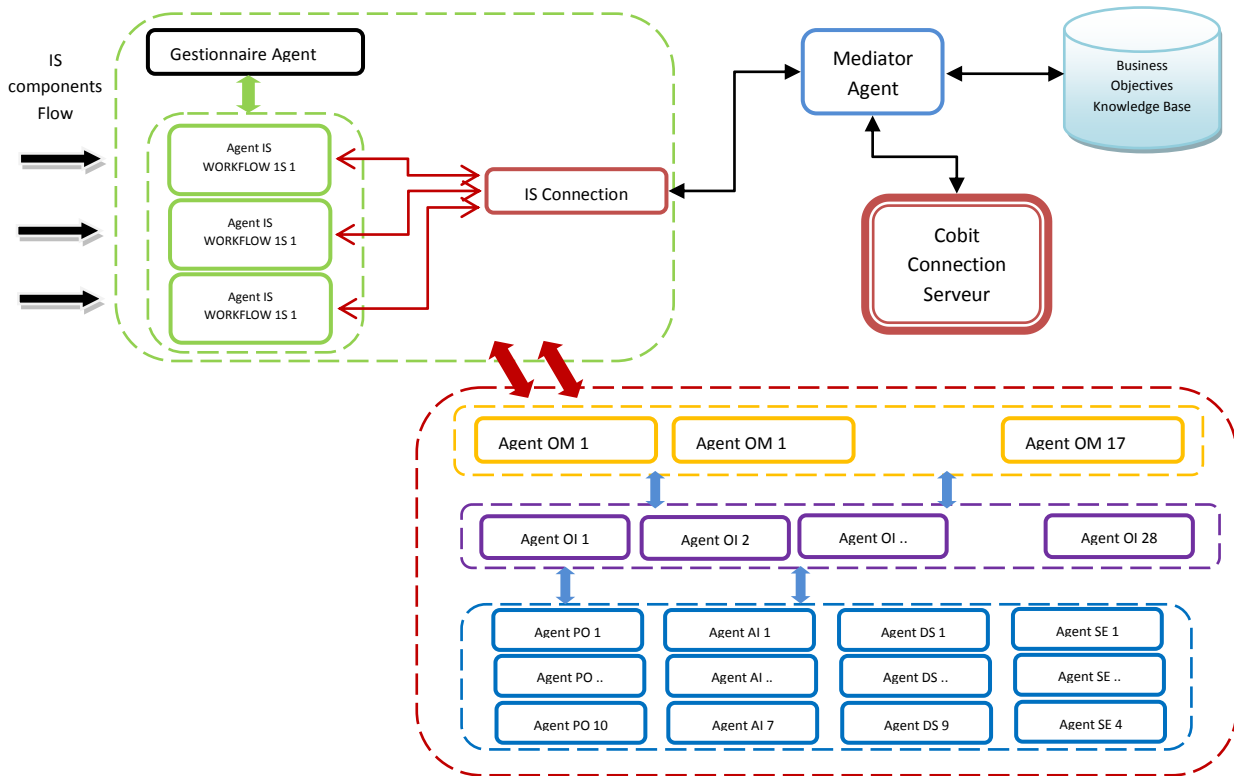 IS
components
Flow
Gestionnaire Agent
Agent IS
WORKFLOW 1S 1
Agent IS
WORKFLOW 1S 1
Agent IS
WORKFLOW 1S 1
IS Connection
Mediator
Agent
Business
Objectives
Knowledge Base
Cobit
Connection
Serveur
Agent OM 1
Agent OM 1
Agent OM 17
Agent OI 1
Agent OI 2
Agent OI ..
Agent OI 28
Agent PO 1
Agent AI 1
Agent DS 1
Agent SE 1
Agent PO ..
Agent AI ..
Agent DS ..
Agent SE ..
Agent PO 10
Agent AI 7
Agent DS 9
Agent SE 4